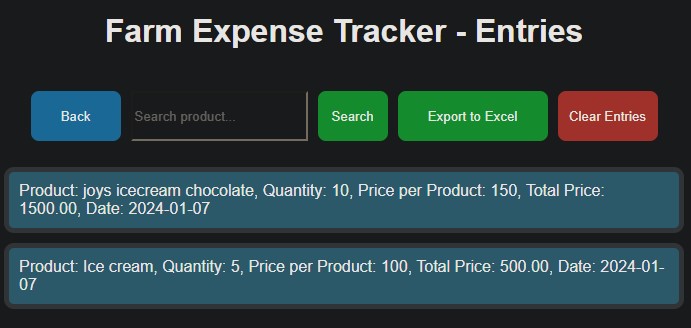 Farm Expense Tracker - Entries
Back
Search product...
Search
Export to Excel
Clear Entries
Product: joys icecream chocolate, Quantity: 10, Price per Product: 150, Total Price:
1500.00, Date: 2024-01-07
Product: Ice cream, Quantity: 5, Price per Product: 100, Total Price: 500.00, Date: 2024-01-
07